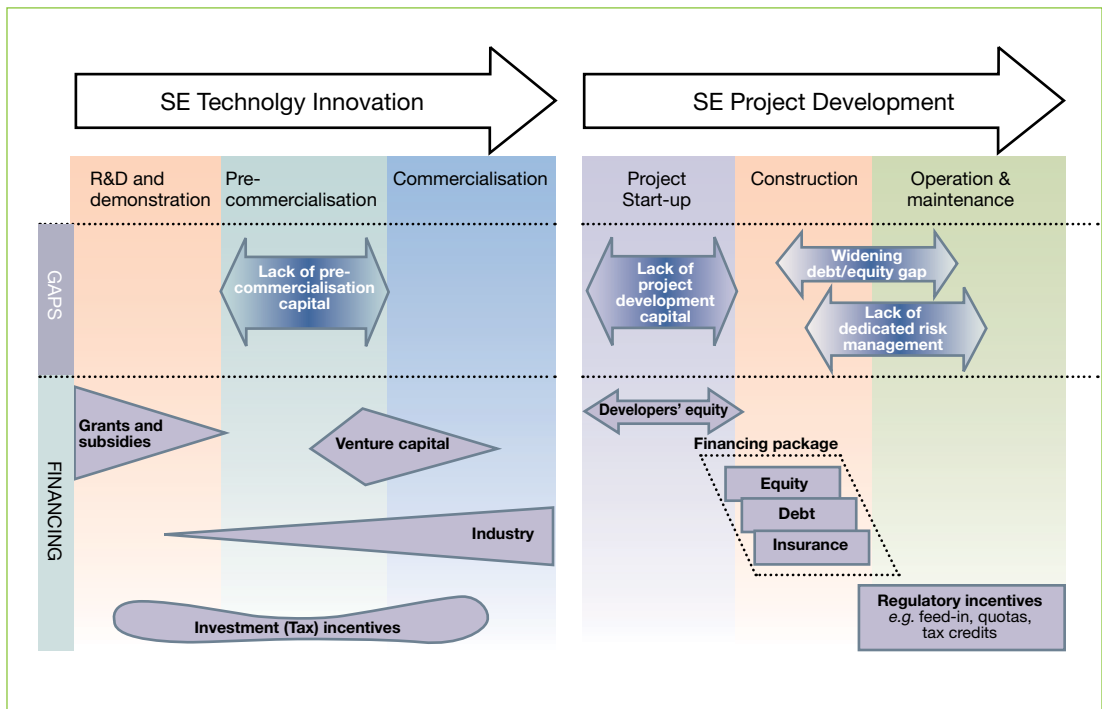 SE Technolgy Innovation
SE Project Development
R&D and
demonstration
Pre-
commercialisation
Commercialisation
Project
Start-up
Construction
Operation &
maintenance
GAPS
Lack of pre-
commercialisation
capital
Lack of
project
development
capital
Widening
debt/equity gap
Lack of
dedicated risk
management
FINANCING
Grants and
subsidies
Venture capital
Industry
Investment (Tax) incentives
Developers' equity
Financing package
Equity
Debt
Insurance
Regulatory incentives
e.g. feed-in, quotas,
tax credits